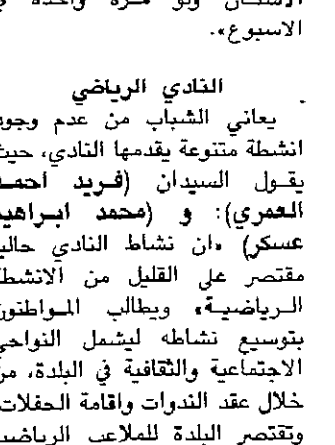 الاسنان ولو مرة واحدة في
الاسبوع».
النادي الرياضي
يعاني الشباب من عدم وجود
انشطة متنوعة يقدمها النادي، حيث
يقول السيدان (فريد احمد
العمري): و (محمد ابراهيم
عسكر) «ان نشاط النادي حاليا
مقتصر على القليل من الانشطة
الرياضية» ويطالب المواطنون
بتوسيع نشاطه ليشمل النواحي
الاجتماعية والثقافية في البلدة، من
خلال عقد الندوات واقامة الحفلات
وتفتقر البلدة للملاعب الرياضية